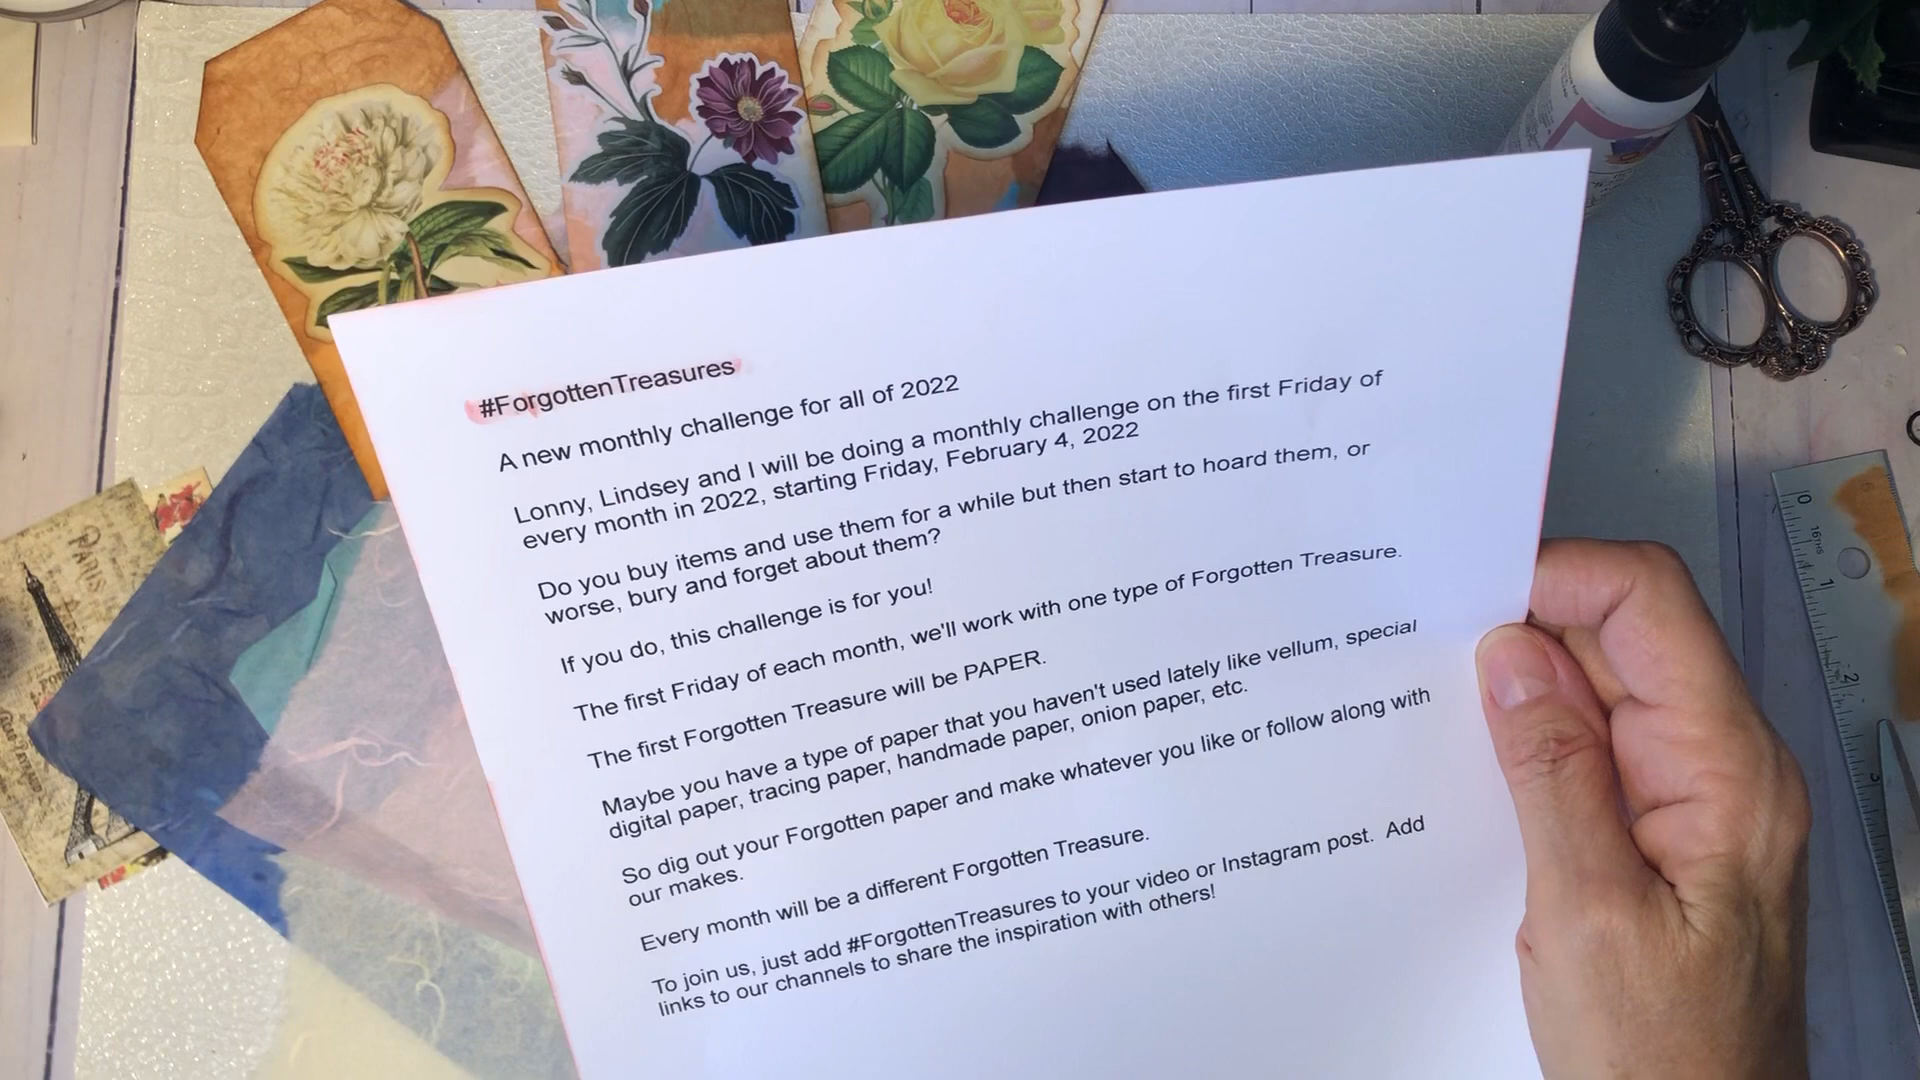 #ForgottenTreasures
A new monthly challenge for all of 2022
Lonny, Lindsey and I will be doing a monthly challenge on the first Friday of
every month in 2022, starting Friday, February 4, 2022
Do you buy items and use them for a while but then start to hoard them, or
worse, bury and forget about them?
If you do, this challenge is for you!
The first Friday of each month, we'll work with one type of Forgotten Treasure.
The first Forgotten Treasure will be PAPER.
Maybe you have a type of paper that you haven't used lately like vellum, special
digital paper, tracing paper, handmade paper, onion paper, etc.
So dig out your Forgotten paper and make whatever you like or follow along with
our makes.
Every month will be a different Forgotten Treasure.
To join us, just add #ForgottenTreasures to your video or Instagram post. Add
links to our channels to share the inspiration with others!
PARIS
0
16THS
1
2
3